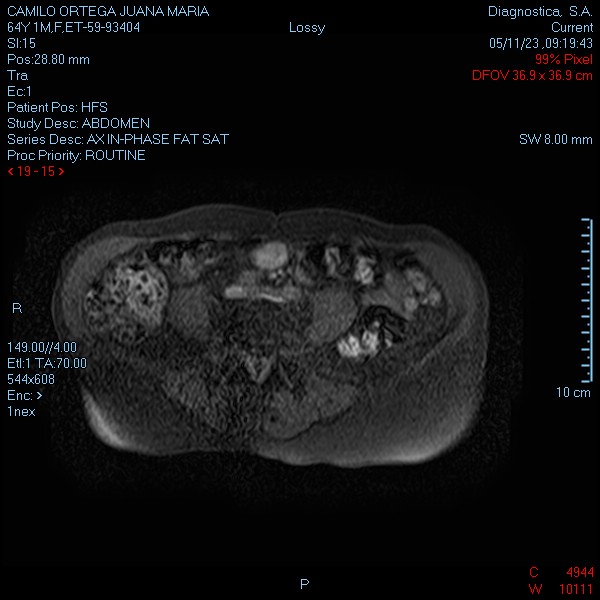 CAMILO ORTEGA JUANA MARIA
64Y 1M,F,ET-59-93404
Sl:15
Pos:28.80 mm
Tra
Ec:1
Patient Pos: HFS
Study Desc: ABDOMEN
Series Desc: AX IN-PHASE FAT SAT
Proc Priority: ROUTINE
< 19 - 15 >
Lossy
Diagnostica, S.A.
Current
05/11/23 ,09:19:43
99% Pixel
DFOV 36.9 x 36.9 cm
SW 8.00 mm
R
149.00//4.00
Etl:1 TA:70.00
544x608
Enc: >
1nex
10 cm
P
C 4944
W 10111